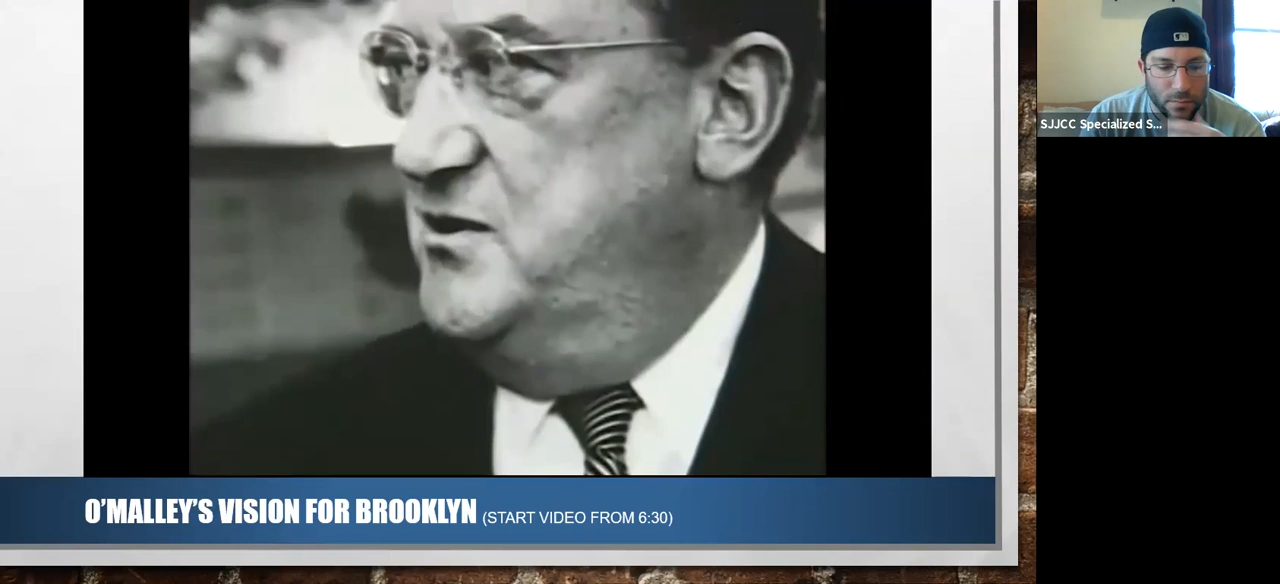 SJJCC Specialized S...
O'MALLEY'S VISION FOR BROOKLYN (START VIDEO FROM 6:30)